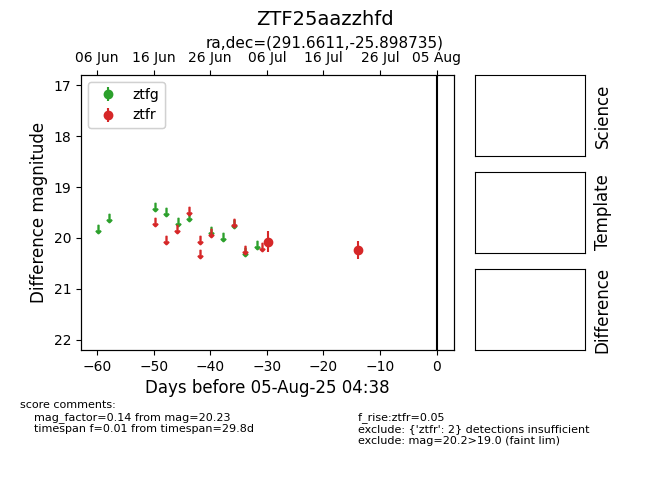 ZTF25aazzhfd
ra,dec=(291.6611,-25.898735)
06 Jun 16 Jun 26 Jun 06 Jul 16 Jul 26 Jul 05 Aug
17
18
19
20
21
22
Difference magnitude
ztfg
ztfr
Science
Template
Difference
−60 −50 −40 −30 −20 −10 0
Days before 05-Aug-25 04:38
score comments:
mag_factor=0.14 from mag=20.23
timespan f=0.01 from timespan=29.8d
f_rise:ztfr=0.05
exclude: {'ztfr': 2} detections insufficient
exclude: mag=20.2>19.0 (faint lim)